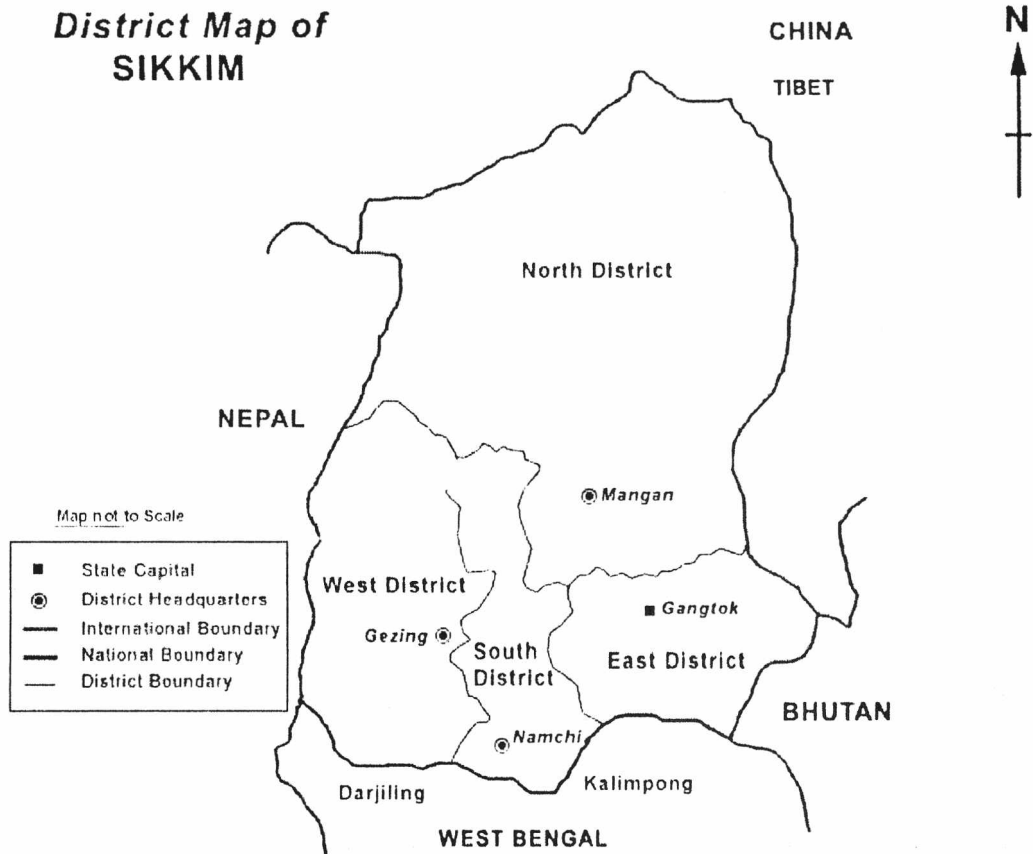 District Map of
SIKKIM
CHINA
TIBET
N
North District
NEPAL
Mangan
Map not to Scale
State Capital
District Headquarters
International Boundary
National Boundary
District Boundary
West District
Gangtok
Gezing
South
District
East District
BHUTAN
Namchi
Darjiling
Kalimpong
WEST BENGAL